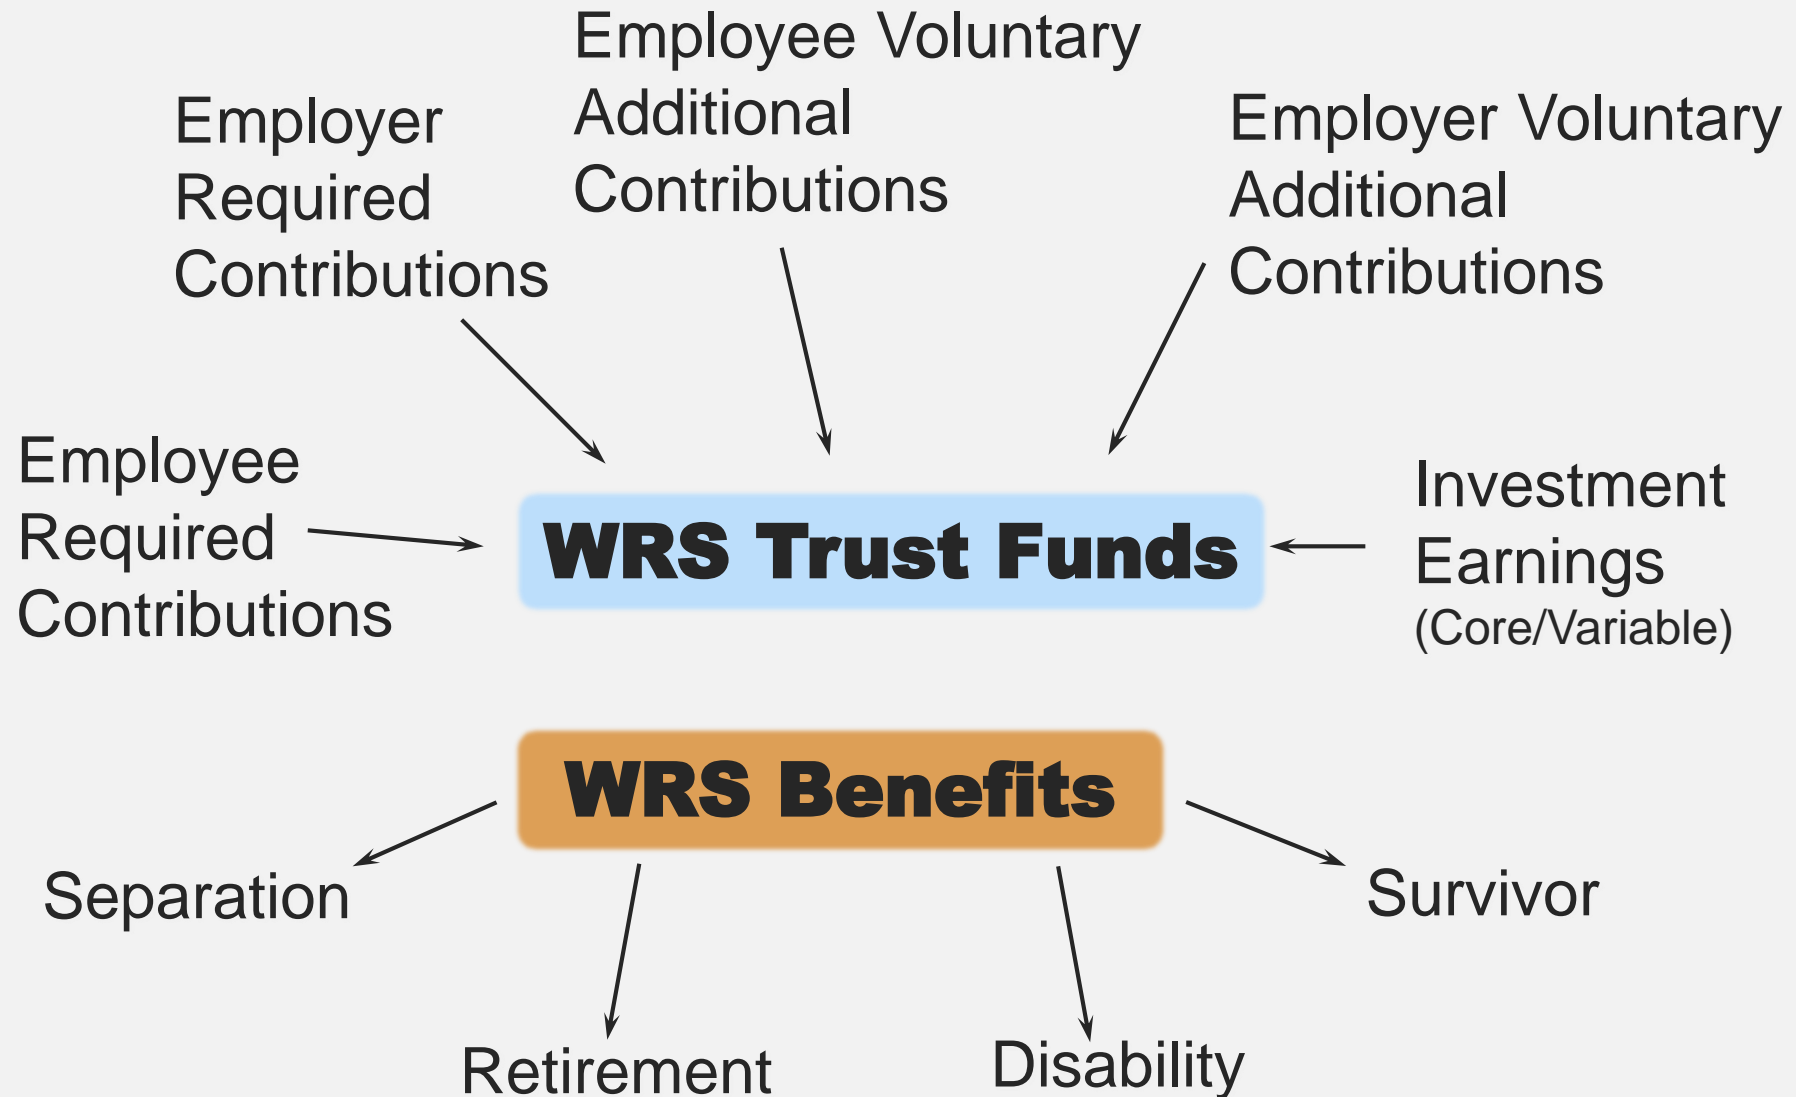 Employee Voluntary
Additional
Contributions
Employer
Required
Contributions
Employer Voluntary
Additional
Contributions
Employee
Required
Contributions
WRS Trust Funds
Investment
Earnings
(Core/Variable)
WRS Benefits
Separation
Survivor
Retirement
Disability